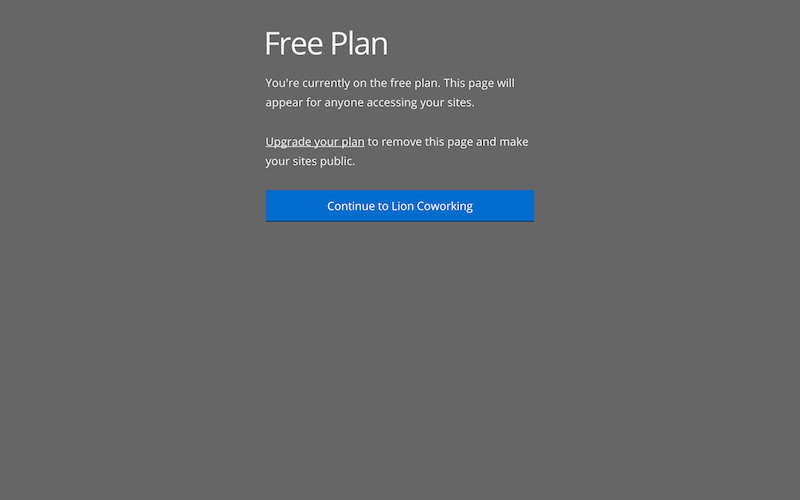 Free Plan
You're currently on the free plan. This page will
appear for anyone accessing your sites.
Upgrade your plan to remove this page and make
your sites public.
Continue to Lion Coworking